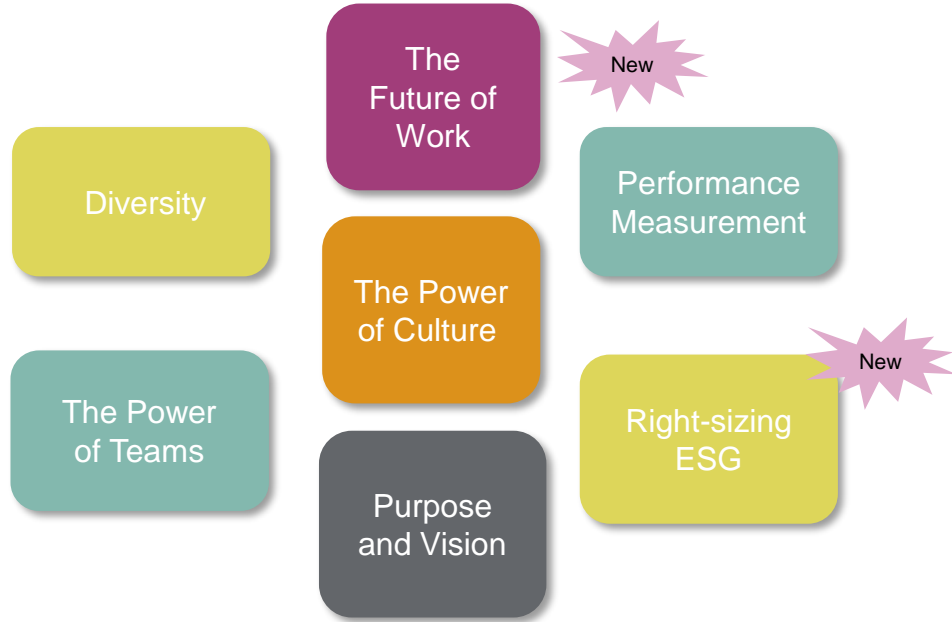 The
Future of
Work
New
Diversity
Performance
Measurement
The Power
of Culture
The Power
of Teams
New
Right-sizing
ESG
Purpose
and Vision